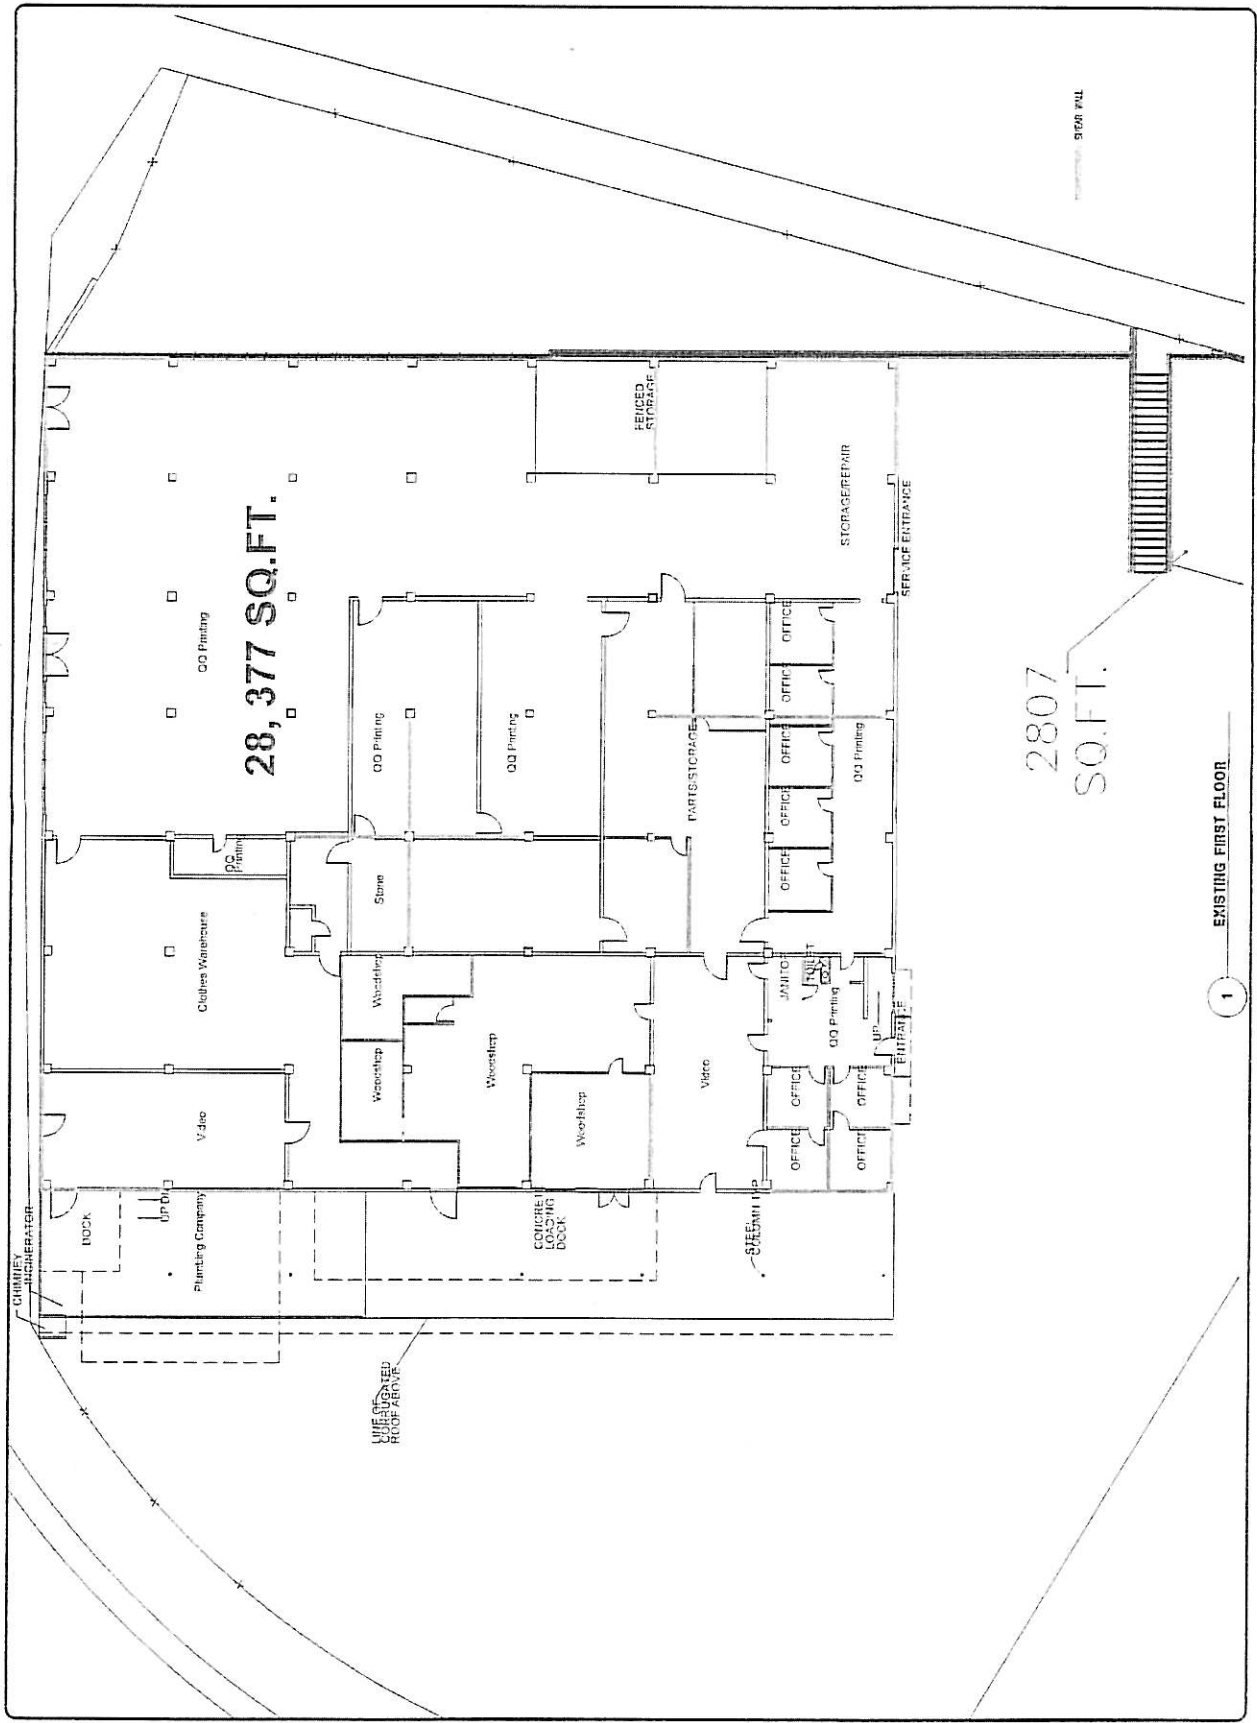 SHEAR WALL
FENCED
STORAGE
STORAGE/REPAIR
SERVICE ENTRANCE
28, 377 SQ.FT.
QQ Printing
QQ Printing
QQ Printing
PARTS/STORAGE
OFFICE
OFFICE
OFFICE
OFFICE
OFFICE
QQ Printing
2807
SQ.FT.
QQ
Printing
Stone
Clothes Warehouse
Woodshop
Woodshop
Woodshop
Woodshop
Video
Video
JANITOR
TOILET
QQ Printing
UP
ENTRANCE
OFFICE
OFFICE
OFFICE
OFFICE
EXISTING FIRST FLOOR
1
CHIMNEY
INCINERATOR
DOCK
UP
Planting Company
CONCRETE
LOADING
DOCK
STEEL
COLUMN TYP
LINE OF
CORRUGATED
ROOF ABOVE